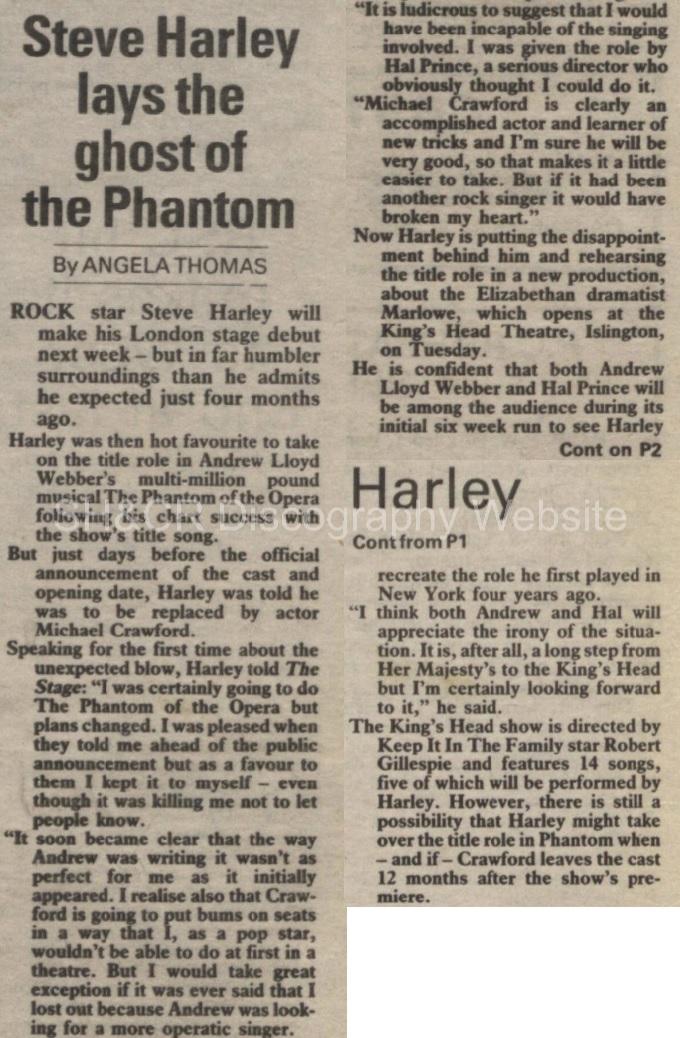 Steve Harley
lays the
ghost of
the Phantom
By ANGELA THOMAS
ROCK star Steve Harley will
make his London stage debut
next week – but in far humbler
surroundings than he admits
he expected just four months
ago.
Harley was then hot favourite to take
on the title role in Andrew Lloyd
Webber's multi-million pound
musical The Phantom of the Opera
following his chart success with
the show's title song.
But just days before the official
announcement of the cast and
opening date, Harley was told he
was to be replaced by actor
Michael Crawford.
Speaking for the first time about the
unexpected blow, Harley told The
Stage: "I was certainly going to do
The Phantom of the Opera but
plans changed. I was pleased when
they told me ahead of the public
announcement but as a favour to
them I kept it to myself – even
though it was killing me not to let
people know.
"It soon became clear that the way
Andrew was writing it wasn't as
perfect for me as it initially
appeared. I realise also that Craw-
ford is going to put bums on seats
in a way that I, as a pop star,
wouldn't be able to do at first in a
theatre. But I would take great
exception if it was ever said that I
lost out because Andrew was look-
ing for a more operatic singer.
"It is ludicrous to suggest that I would
have been incapable of the singing
involved. I was given the role by
Hal Prince, a serious director who
obviously thought I could do it.
"Michael Crawford is clearly an
accomplished actor and learner of
new tricks and I'm sure he will be
very good, so that makes it a little
easier to take. But if it had been
another rock singer it would have
broken my heart."
Now Harley is putting the disappoint-
ment behind him and rehearsing
the title role in a new production,
about the Elizabethan dramatist
Marlowe, which opens at the
King's Head Theatre, Islington,
on Tuesday.
He is confident that both Andrew
Lloyd Webber and Hal Prince will
be among the audience during its
initial six week run to see Harley
Cont on P2
Harley
Cont from P1
recreate the role he first played in
New York four years ago.
"I think both Andrew and Hal will
appreciate the irony of the situa-
tion. It is, after all, a long step from
Her Majesty's to the King's Head
but I'm certainly looking forward
to it," he said.
The King's Head show is directed by
Keep It In The Family star Robert
Gillespie and features 14 songs,
five of which will be performed by
Harley. However, there is still a
possibility that Harley might take
over the title role in Phantom when
– and if – Crawford leaves the cast
12 months after the show's pre-
miere.
Discography Website